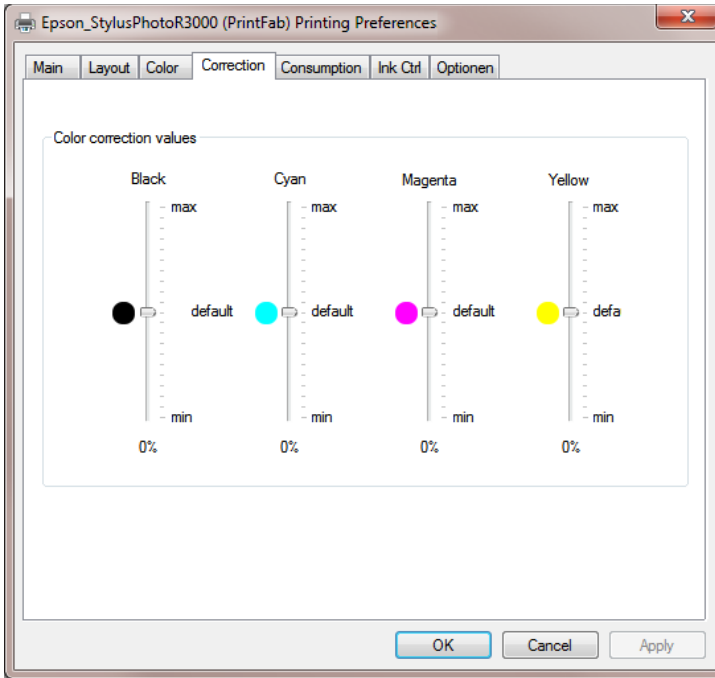 Epson_StylusPhotoR3000 (PrintFab) Printing Preferences
Main Layout Color Correction Consumption Ink Ctrl Optionen
Color correction values
Black Cyan Magenta Yellow
max max max max
default default default defa
min min min min
0% 0% 0% 0%
OK Cancel Apply